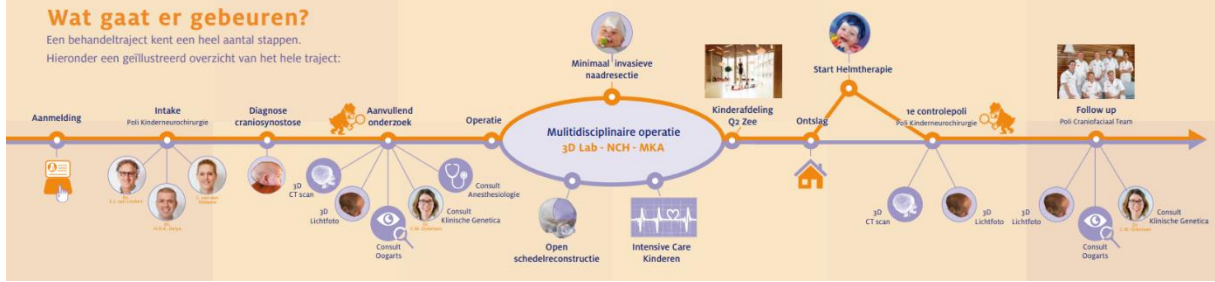 Wat gaat er gebeuren?
Een behandeltraject kent een heel aantal stappen.
Hieronder een geïllustreerd overzicht van het hele traject:
Aanmelding
Intake
Poli Kinderneurochirurgie
Diagnose
craniosynostose
3D
CT scan
3D
Lichtfoto
Aanvullend
onderzoek
Consult
Oogarts
Consult
Klinische Genetica
Consult
Anesthesiologie
Operatie
Minimaal invasieve
naadresectie
Mulitidisciplinaire operatie
3D Lab - NCH - MKA
Open
schedelreconstructie
Intensive Care
Kinderen
Kinderafdeling
Q2 Zee
Ontslag
Start Helmtherapie
1e controlepoli
Poli Kinderneurochirurgie
3D
CT scan
3D
Lichtfoto
Follow up
Poli Craniofaciaal Team
3D
Lichtfoto
Consult
Oogarts
Consult
Klinische Genetica